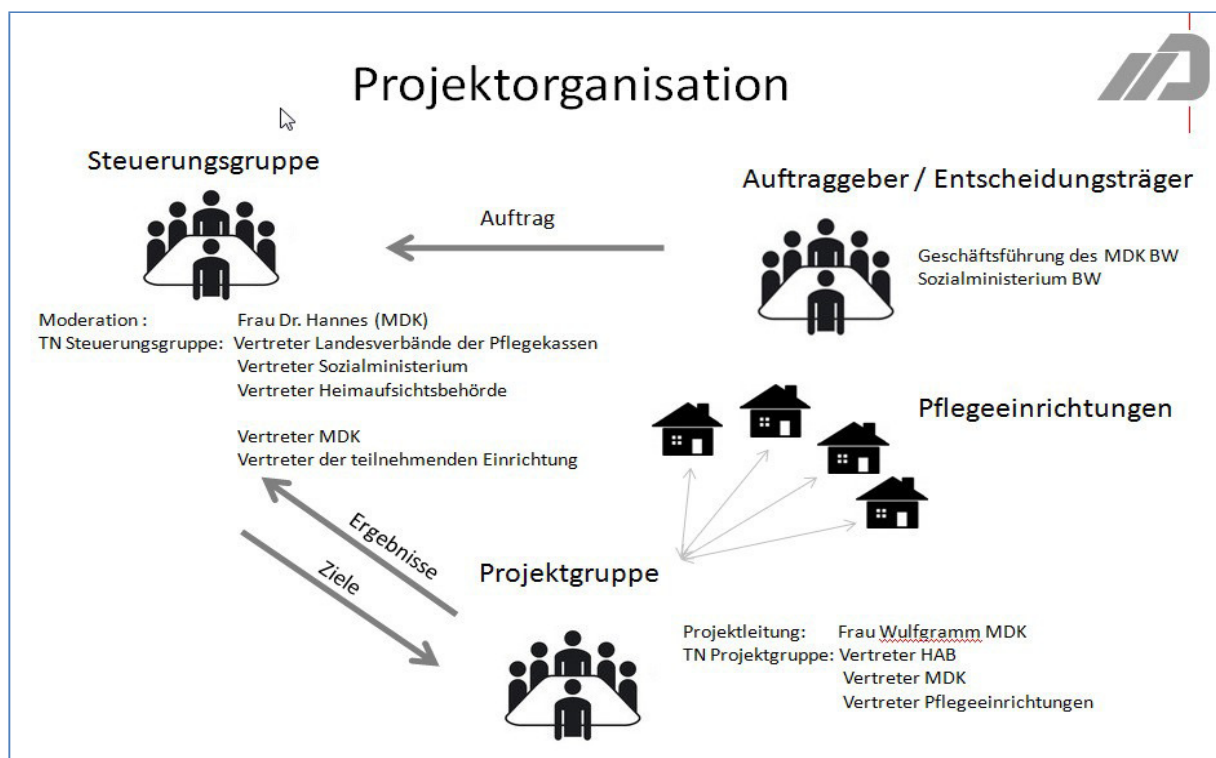 Projektorganisation
Steuerungsgruppe
Auftraggeber / Entscheidungsträger
Auftrag
Geschäftsführung des MDK BW
Sozialministerium BW
Moderation : Frau Dr. Hannes (MDK)
TN Steuerungsgruppe: Vertreter Landesverbände der Pflegekassen
Vertreter Sozialministerium
Vertreter Heimaufsichtsbehörde
Vertreter MDK
Vertreter der teilnehmenden Einrichtung
Pflegeeinrichtungen
Ergebnisse
Ziele
Projektgruppe
Projektleitung: Frau Wulfgramm MDK
TN Projektgruppe: Vertreter HAB
Vertreter MDK
Vertreter Pflegeeinrichtungen